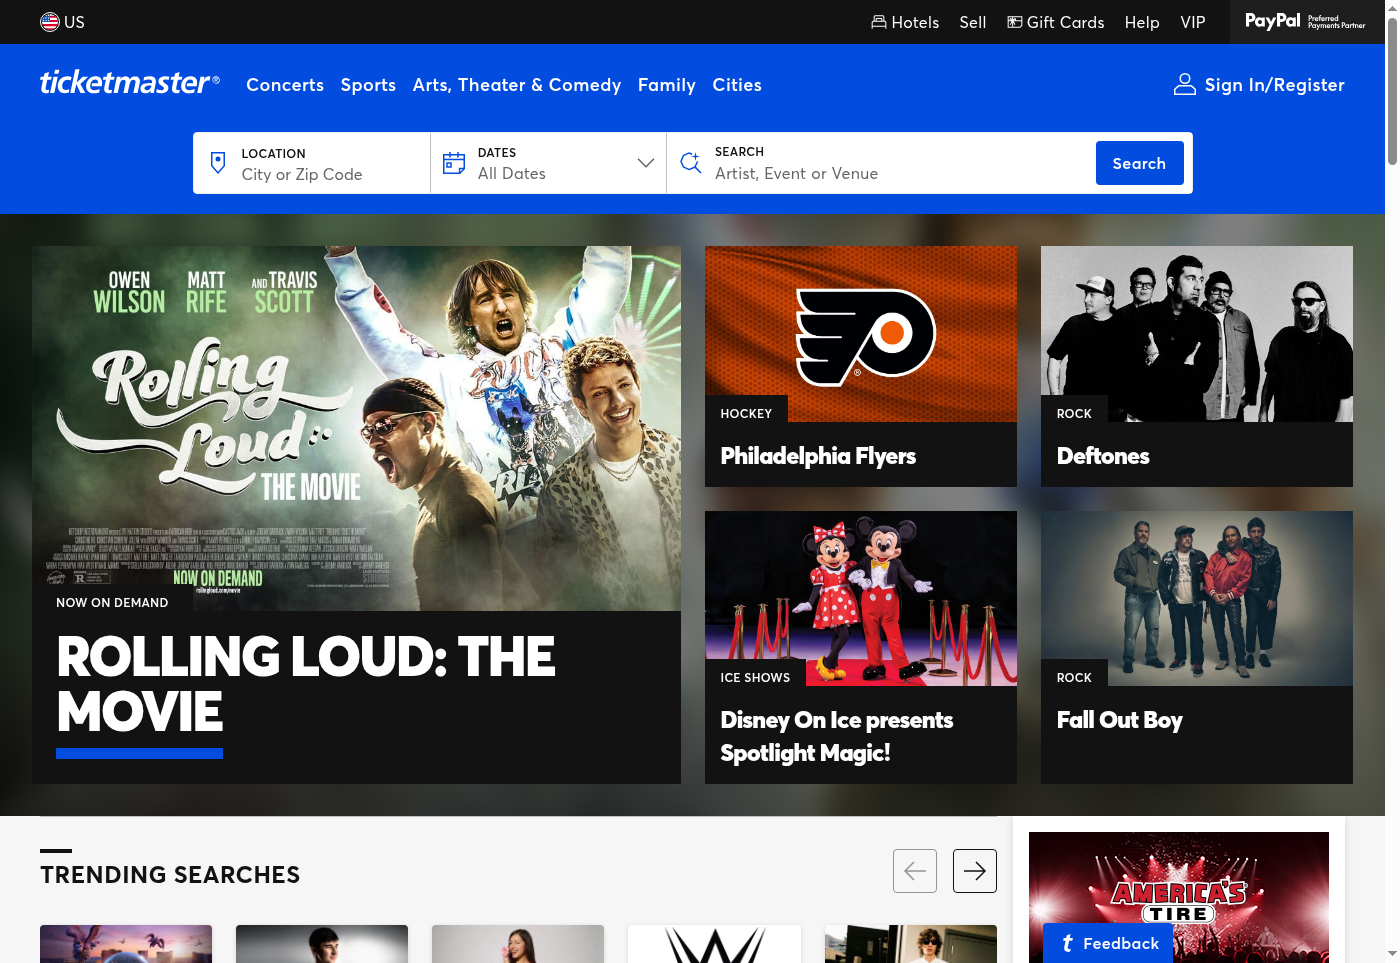 US
Hotels
Sell
Gift Cards
Help
VIP
PayPal
Preferred
Payments Partner
ticketmaster®
Concerts
Sports
Arts, Theater & Comedy
Family
Cities
Sign In/Register
LOCATION
City or Zip Code
DATES
All Dates
SEARCH
Artist, Event or Venue
Search
OWEN
WILSON
MATT
RIFE
AND TRAVIS
SCOTT
Rolling
Loud
THE MOVIE
NOW ON DEMAND
rollingloud.com/movie
NOW ON DEMAND
ROLLING LOUD: THE
MOVIE
HOCKEY
Philadelphia Flyers
ROCK
Deftones
ICE SHOWS
Disney On Ice presents
Spotlight Magic!
ROCK
Fall Out Boy
TRENDING SEARCHES
AMERICA'S
TIRE
t Feedback